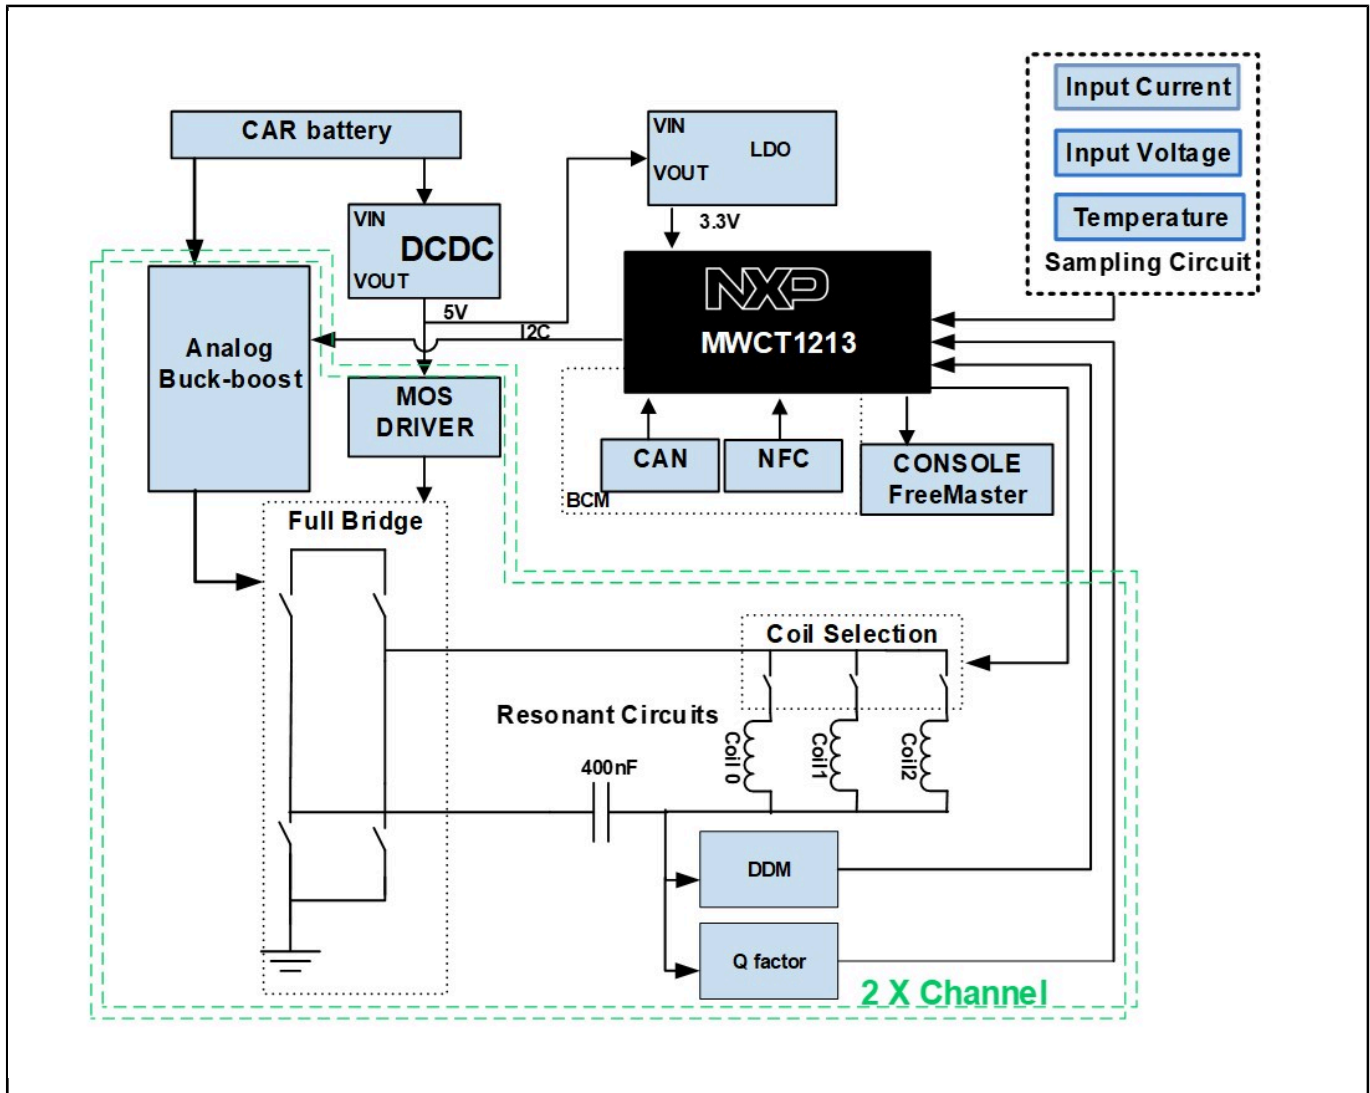 Input Current
Input Voltage
Temperature
Sampling Circuit
CAR battery
VIN
LDO
VOUT
3.3V
VIN
DCDC
VOUT
5V
I2C
NXP
MWCT1213
Analog
Buck-boost
MOS
DRIVER
CAN
NFC
BCM
CONSOLE
FreeMaster
Full Bridge
Coil Selection
Resonant Circuits
Coil 0
Coil1
Coil2
400nF
DDM
Q factor
2 X Channel